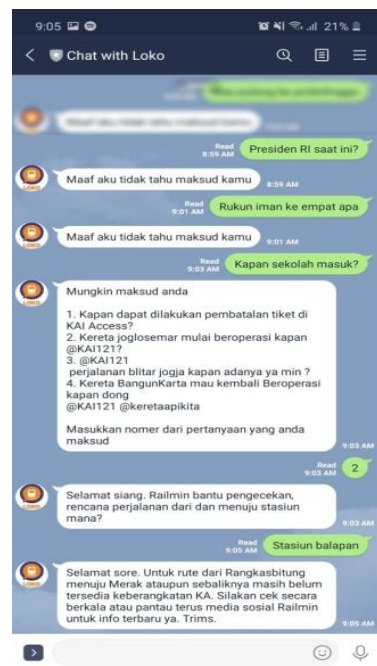 9:05
21%
Chat with Loko
Read
8:59 AM
Presiden RI saat ini?
Maaf aku tidak tahu maksud kamu
8:59 AM
Read
9:01 AM
Rukun iman ke empat apa
Maaf aku tidak tahu maksud kamu
9:01 AM
Read
9:03 AM
Kapan sekolah masuk?
Mungkin maksud anda
1. Kapan dapat dilakukan pembatalan tiket di
KAI Access?
2. Kereta joglosemar mulai beroperasi kapan
@KAI121?
3. @KAI121
perjalanan blitar jogja kapan adanya ya min ?
4. Kereta BangunKarta mau kembali Beroperasi
kapan dong
@KAI121 @keretaapikita
Masukkan nomer dari pertanyaan yang anda
maksud
9:03 AM
Read
9:03 AM
2
Selamat siang. Railmin bantu pengecekan,
rencana perjalanan dari dan menuju stasiun
mana?
9:03 AM
Read
9:05 AM
Stasiun balapan
Selamat sore. Untuk rute dari Rangkasbitung
menuju Merak ataupun sebaliknya masih belum
tersedia keberangkatan KA. Silakan cek secara
berkala atau pantau terus media sosial Railmin
untuk info terbaru ya. Trims.
9:05 AM